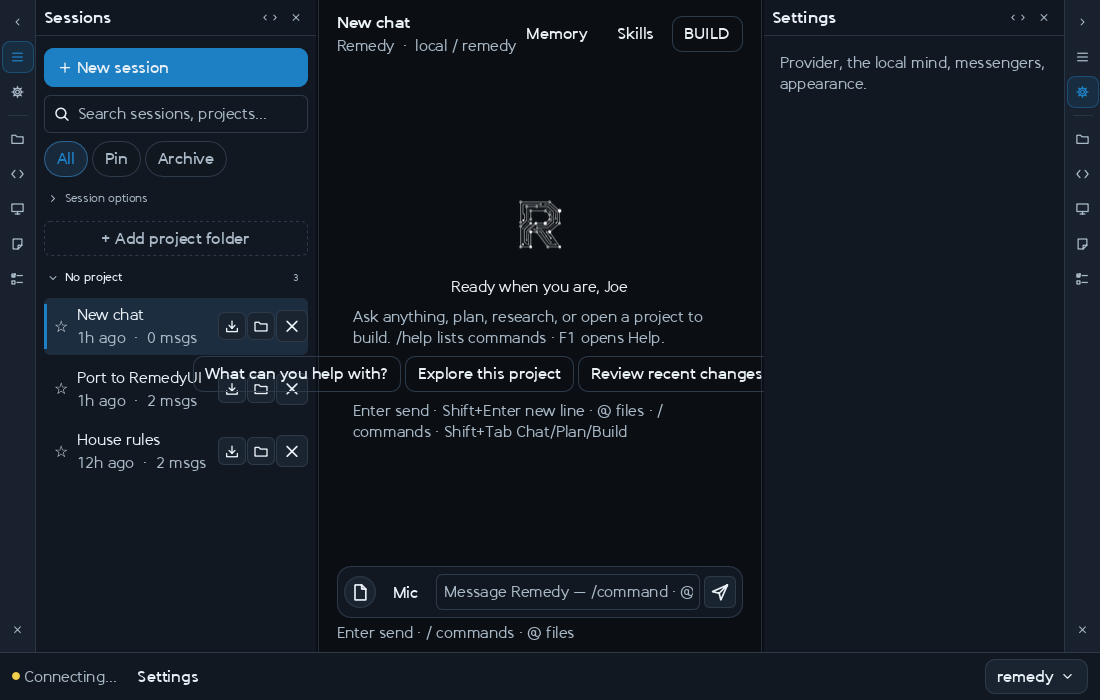 Sessions
+ New session
Search sessions, projects...
All
Pin
Archive
Session options
+ Add project folder
No project
3
New chat
1h ago · 0 msgs
Port to RemedyUI
1h ago · 2 msgs
House rules
12h ago · 2 msgs
New chat
Remedy · local / remedy
Memory
Skills
BUILD
Ready when you are, Joe
Ask anything, plan, research, or open a project to
build. /help lists commands · F1 opens Help.
What can you help with?
Explore this project
Review recent changes
Enter send · Shift+Enter new line · @ files · /
commands · Shift+Tab Chat/Plan/Build
Mic
Message Remedy — /command · @
Enter send · / commands · @ files
Settings
Provider, the local mind, messengers,
appearance.
Connecting...
Settings
remedy